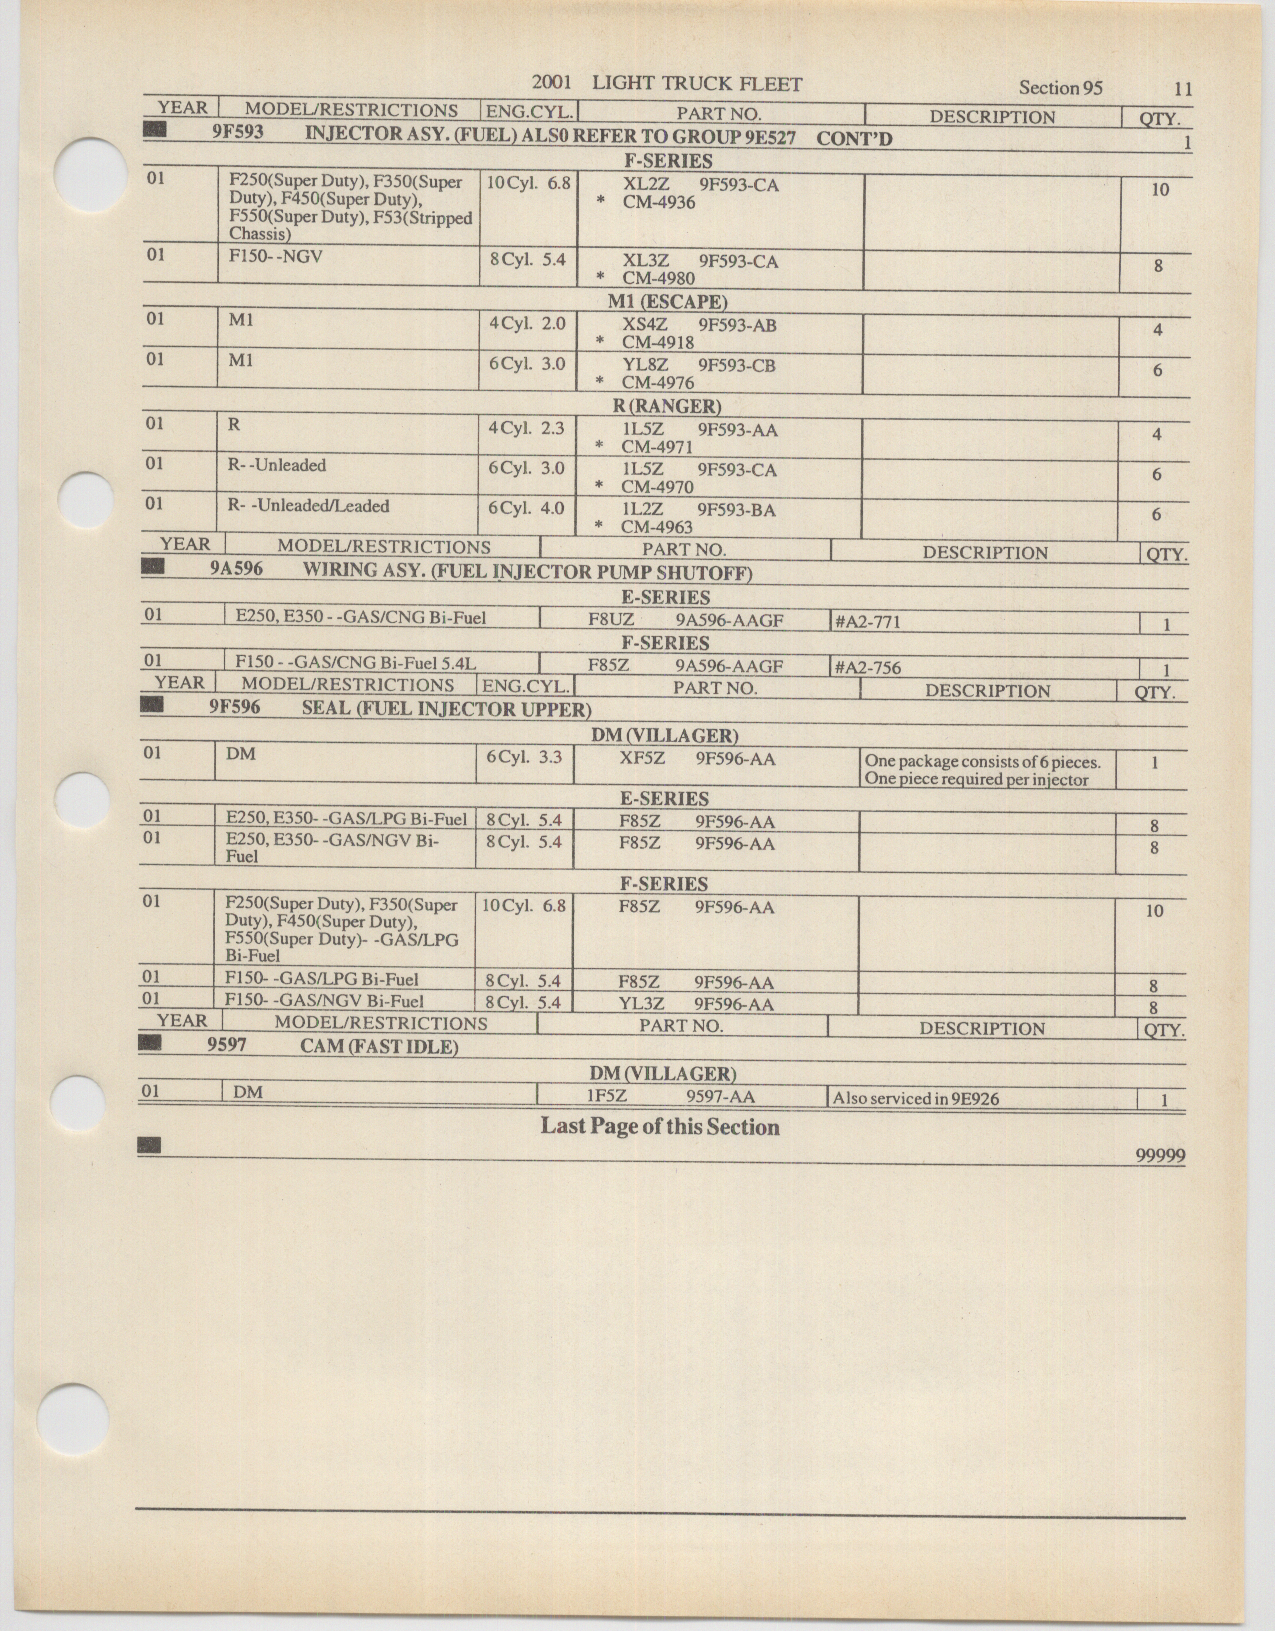 2001 LIGHT TRUCK FLEET Section 95 11
YEAR MODEL/RESTRICTIONS ENG.CYL. PART NO. DESCRIPTION QTY.
9F593 INJECTOR ASY. (FUEL) ALSO REFER TO GROUP 9E527 CONT'D 1
F-SERIES
01 F250(Super Duty), F350(Super 10Cyl. 6.8 XL2Z 9F593-CA 10
Duty), F450(Super Duty), * CM-4936
F550(Super Duty), F53(Stripped
Chassis)
01 F150- -NGV 8Cyl. 5.4 XL3Z 9F593-CA 8
* CM-4980
M1 (ESCAPE)
01 M1 4Cyl. 2.0 XS4Z 9F593-AB 4
* CM-4918
01 M1 6Cyl. 3.0 YL8Z 9F593-CB 6
* CM-4976
R (RANGER)
01 R 4Cyl. 2.3 1L5Z 9F593-AA 4
* CM-4971
01 R- -Unleaded 6Cyl. 3.0 1L5Z 9F593-CA 6
* CM-4970
01 R- -Unleaded/Leaded 6Cyl. 4.0 1L2Z 9F593-BA 6
* CM-4963
YEAR MODEL/RESTRICTIONS PART NO. DESCRIPTION QTY.
9A596 WIRING ASY. (FUEL INJECTOR PUMP SHUTOFF)
E-SERIES
01 E250, E350 - -GAS/CNG Bi-Fuel F8UZ 9A596-AAGF #A2-771 1
F-SERIES
01 F150 - -GAS/CNG Bi-Fuel 5.4L F85Z 9A596-AAGF #A2-756 1
YEAR MODEL/RESTRICTIONS ENG.CYL. PART NO. DESCRIPTION QTY.
9F596 SEAL (FUEL INJECTOR UPPER)
DM (VILLAGER)
01 DM 6Cyl. 3.3 XF5Z 9F596-AA One package consists of 6 pieces. 1
One piece required per injector
E-SERIES
01 E250, E350- -GAS/LPG Bi-Fuel 8Cyl. 5.4 F85Z 9F596-AA 8
01 E250, E350- -GAS/NGV Bi- 8Cyl. 5.4 F85Z 9F596-AA 8
Fuel
F-SERIES
01 F250(Super Duty), F350(Super 10Cyl. 6.8 F85Z 9F596-AA 10
Duty), F450(Super Duty),
F550(Super Duty)- -GAS/LPG
Bi-Fuel
01 F150- -GAS/LPG Bi-Fuel 8Cyl. 5.4 F85Z 9F596-AA 8
01 F150- -GAS/NGV Bi-Fuel 8Cyl. 5.4 YL3Z 9F596-AA 8
YEAR MODEL/RESTRICTIONS PART NO. DESCRIPTION QTY.
9597 CAM (FAST IDLE)
DM (VILLAGER)
01 DM 1F5Z 9597-AA Also serviced in 9E926 1
Last Page of this Section
99999